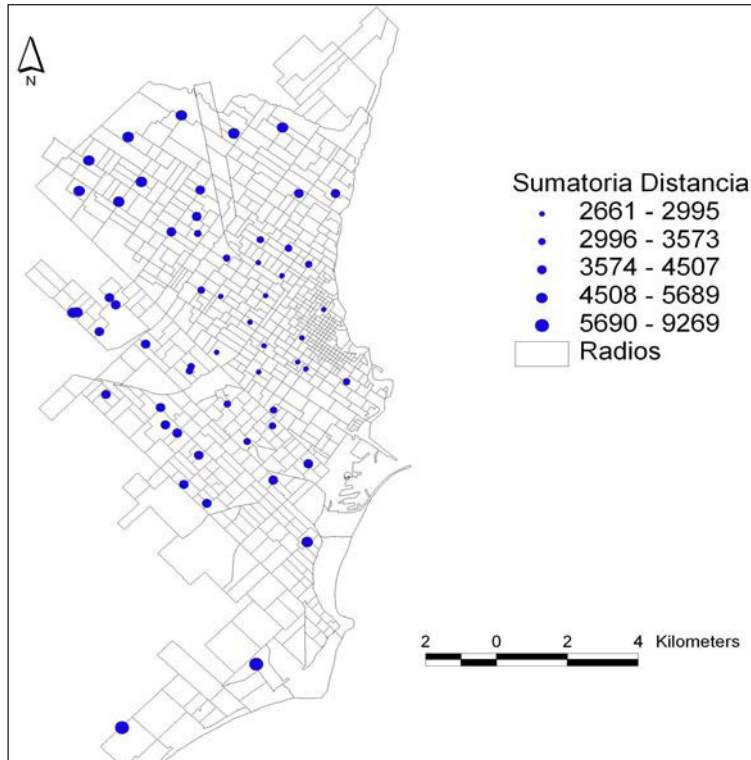 N
Sumatoria Distancia
2661 - 2995
2996 - 3573
3574 - 4507
4508 - 5689
5690 - 9269
Radios
2 0 2 4 Kilometers